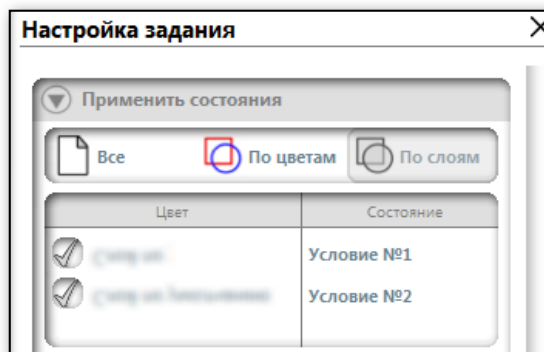 Настройка задания
Применить состояния
Все По цветам По слоям
Цвет Состояние
Условие №1
Условие №2